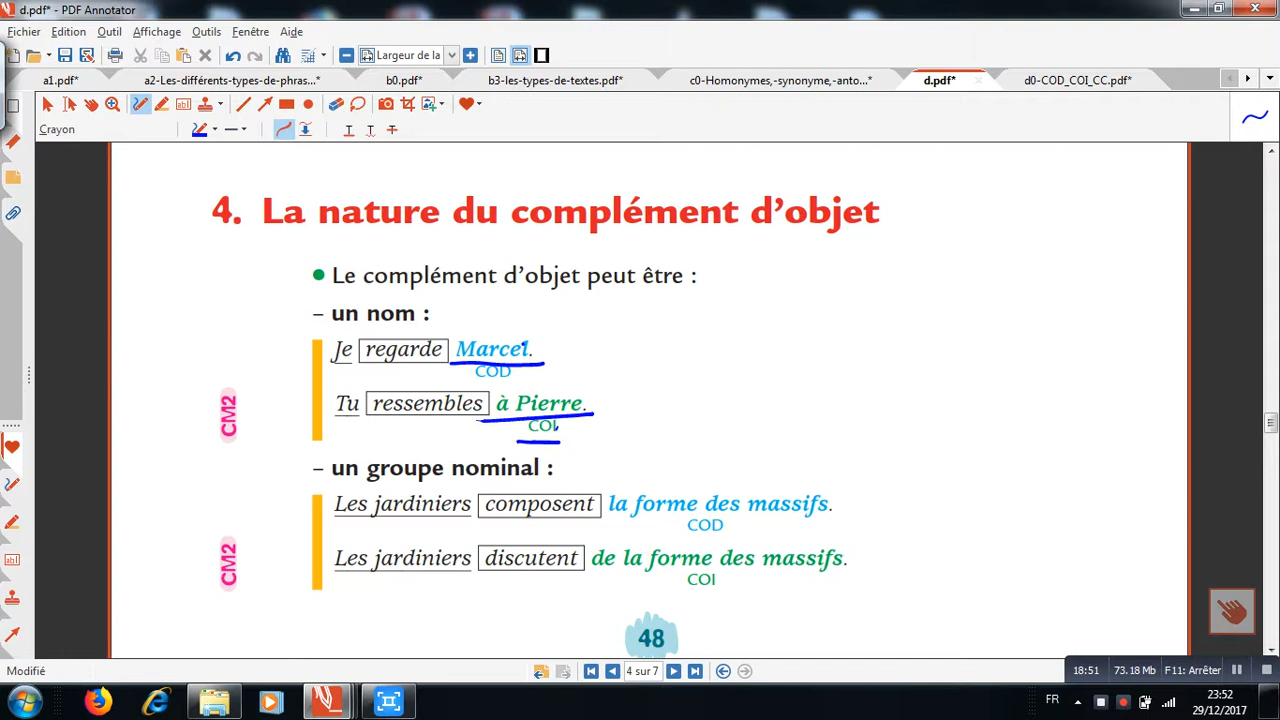 d.pdf* - PDF Annotator
Fichier Edition Outil Affichage Outils Fenêtre Aide
Largeur de la
a1.pdf* a2-Les-différents-types-de-phras...* b0.pdf* b3-les-types-de-textes.pdf* c0-Homonymes,-synonyme,-anto...* d.pdf* d0-COD_COI_CC.pdf*
Crayon
4. La nature du complément d'objet
Le complément d'objet peut être :
– un nom :
Je regarde Marcel.
COD
Tu ressembles à Pierre.
COI
CM2
– un groupe nominal :
Les jardiniers composent la forme des massifs.
COD
Les jardiniers discutent de la forme des massifs.
COI
CM2
48
Modifié
4 sur 7
18:51 73.18 Mb F11: Arrêter
FR
23:52
29/12/2017